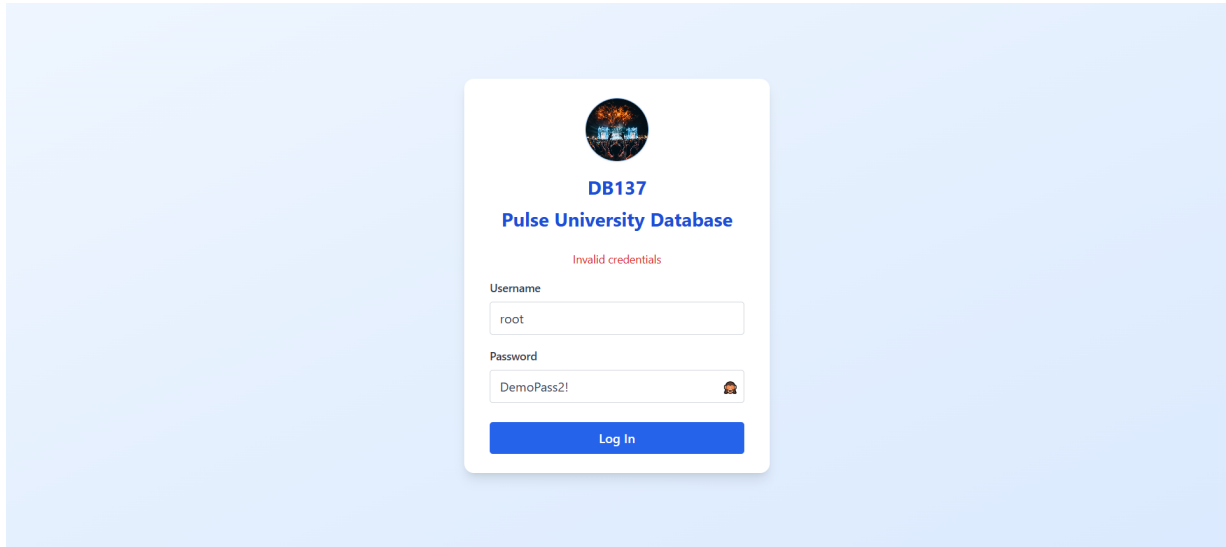 DB137
Pulse University Database
Invalid credentials
Username
root
Password
DemoPass2!
Log In